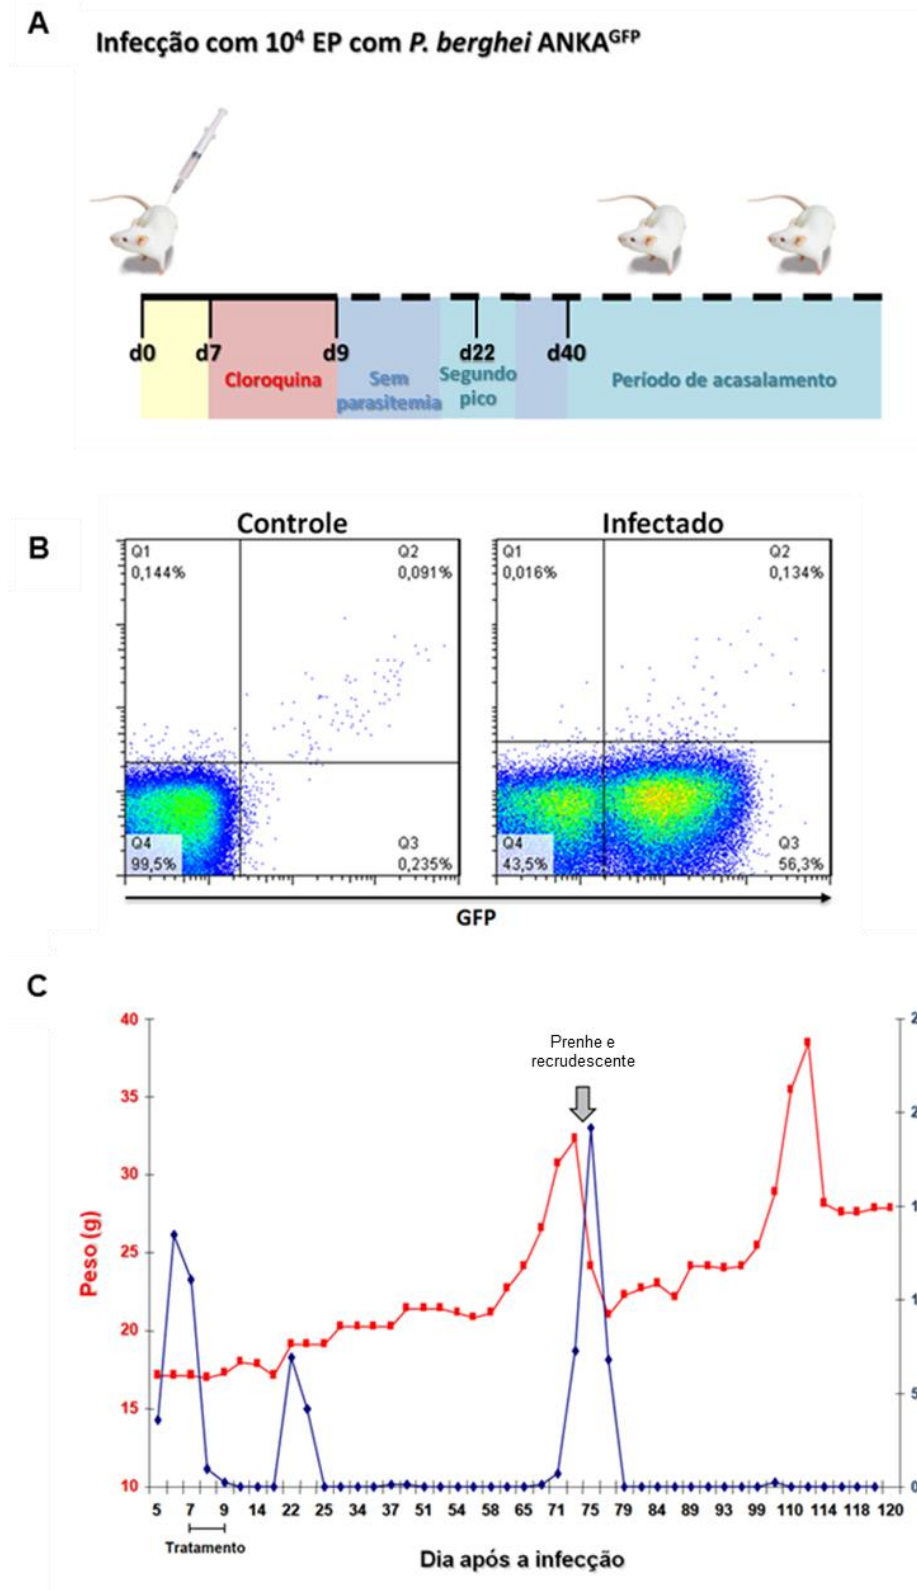 A
Infecção com 10⁴ EP com P. berghei ANKAᴳᶠᴾ
d0 d7 d9 d22 d40
Cloroquina
Sem
parasitemia
Segundo
pico
Período de acasalamento
B
Controle
Q1
0,144%
Q2
0,091%
Q4
99,5%
Q3
0,235%
Infectado
Q1
0,016%
Q2
0,134%
Q4
43,5%
Q3
56,3%
GFP
C
Prenhe e
recrudescente
Peso (g)
40
35
30
25
20
15
10
5 7 9 14 22 25 34 37 51 54 58 65 71 75 79 84 89 93 99 110 114 118 120
Tratamento
Dia após a infecção